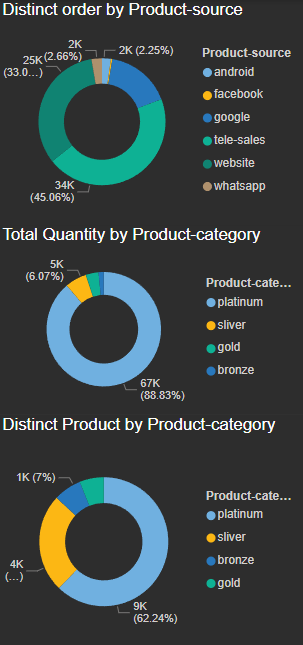 Distinct order by Product-source
2K
(2.66%)
2K (2.25%)
25K
(33.0…)
34K
(45.06%)
Product-source
android
facebook
google
tele-sales
website
whatsapp
Total Quantity by Product-category
5K
(6.07%)
67K
(88.83%)
Product-cate…
platinum
sliver
gold
bronze
Distinct Product by Product-category
1K (7%)
4K
(…)
9K
(62.24%)
Product-cate…
platinum
sliver
bronze
gold